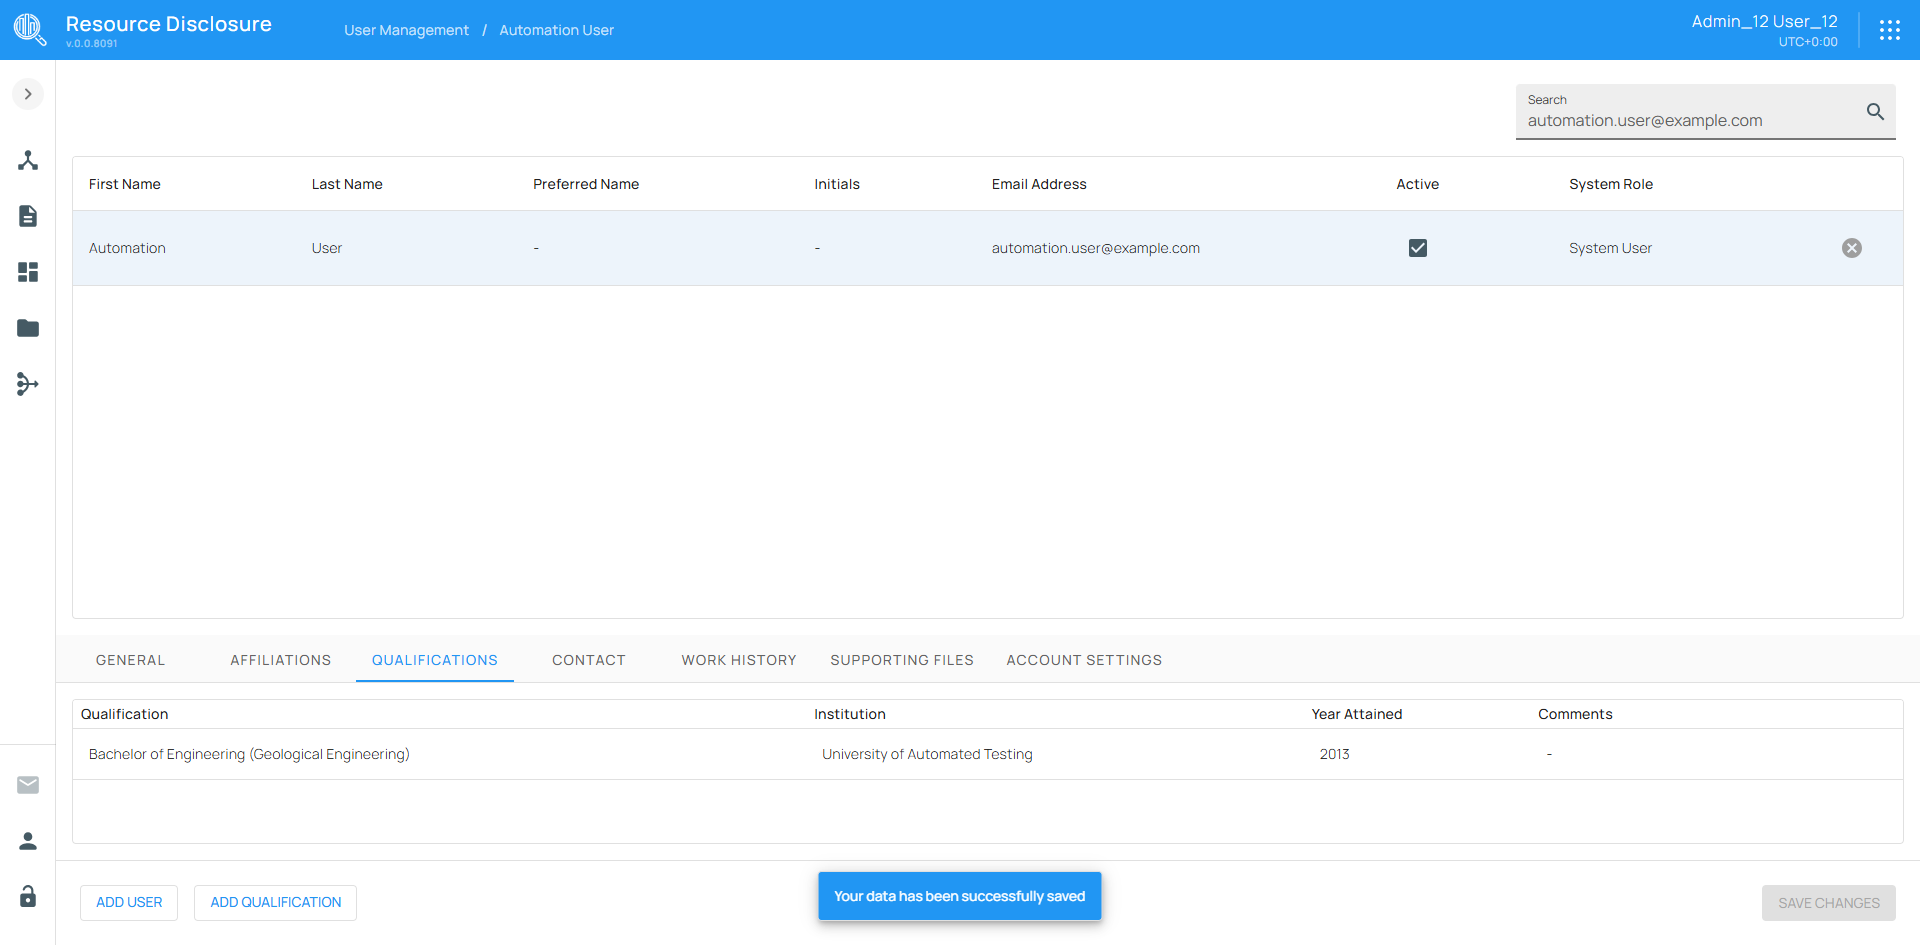 Resource Disclosure
v.0.0.8091
User Management / Automation User
Admin_12 User_12
UTC+0:00
Search
automation.user@example.com
First Name Last Name Preferred Name Initials Email Address Active System Role
Automation User - - automation.user@example.com System User
GENERAL AFFILIATIONS QUALIFICATIONS CONTACT WORK HISTORY SUPPORTING FILES ACCOUNT SETTINGS
Qualification Institution Year Attained Comments
Bachelor of Engineering (Geological Engineering) University of Automated Testing 2013 -
ADD USER ADD QUALIFICATION Your data has been successfully saved SAVE CHANGES